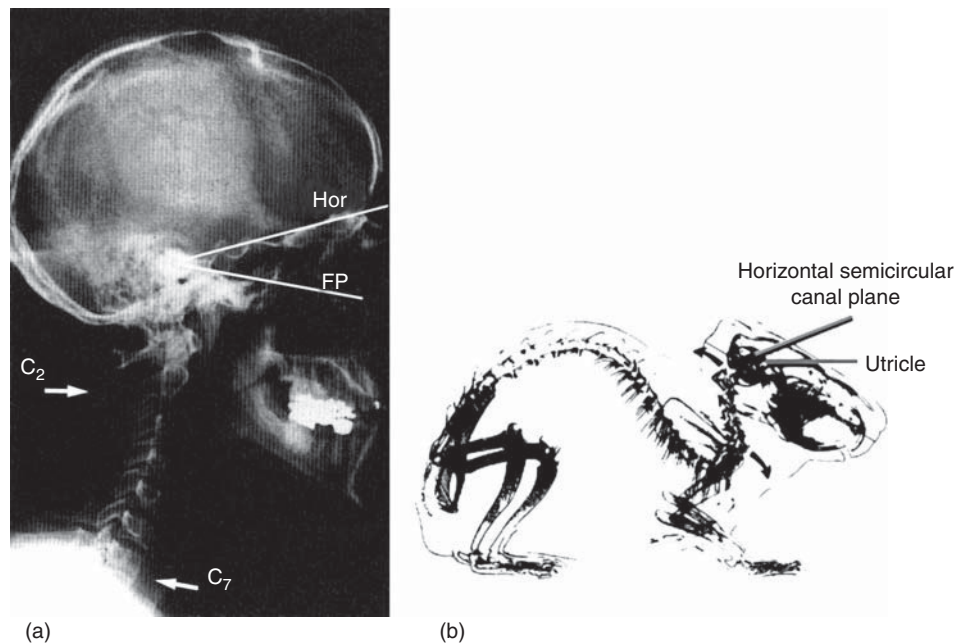 Hor
FP
C2
C7
(a)
Horizontal semicircular
canal plane
Utricle
(b)